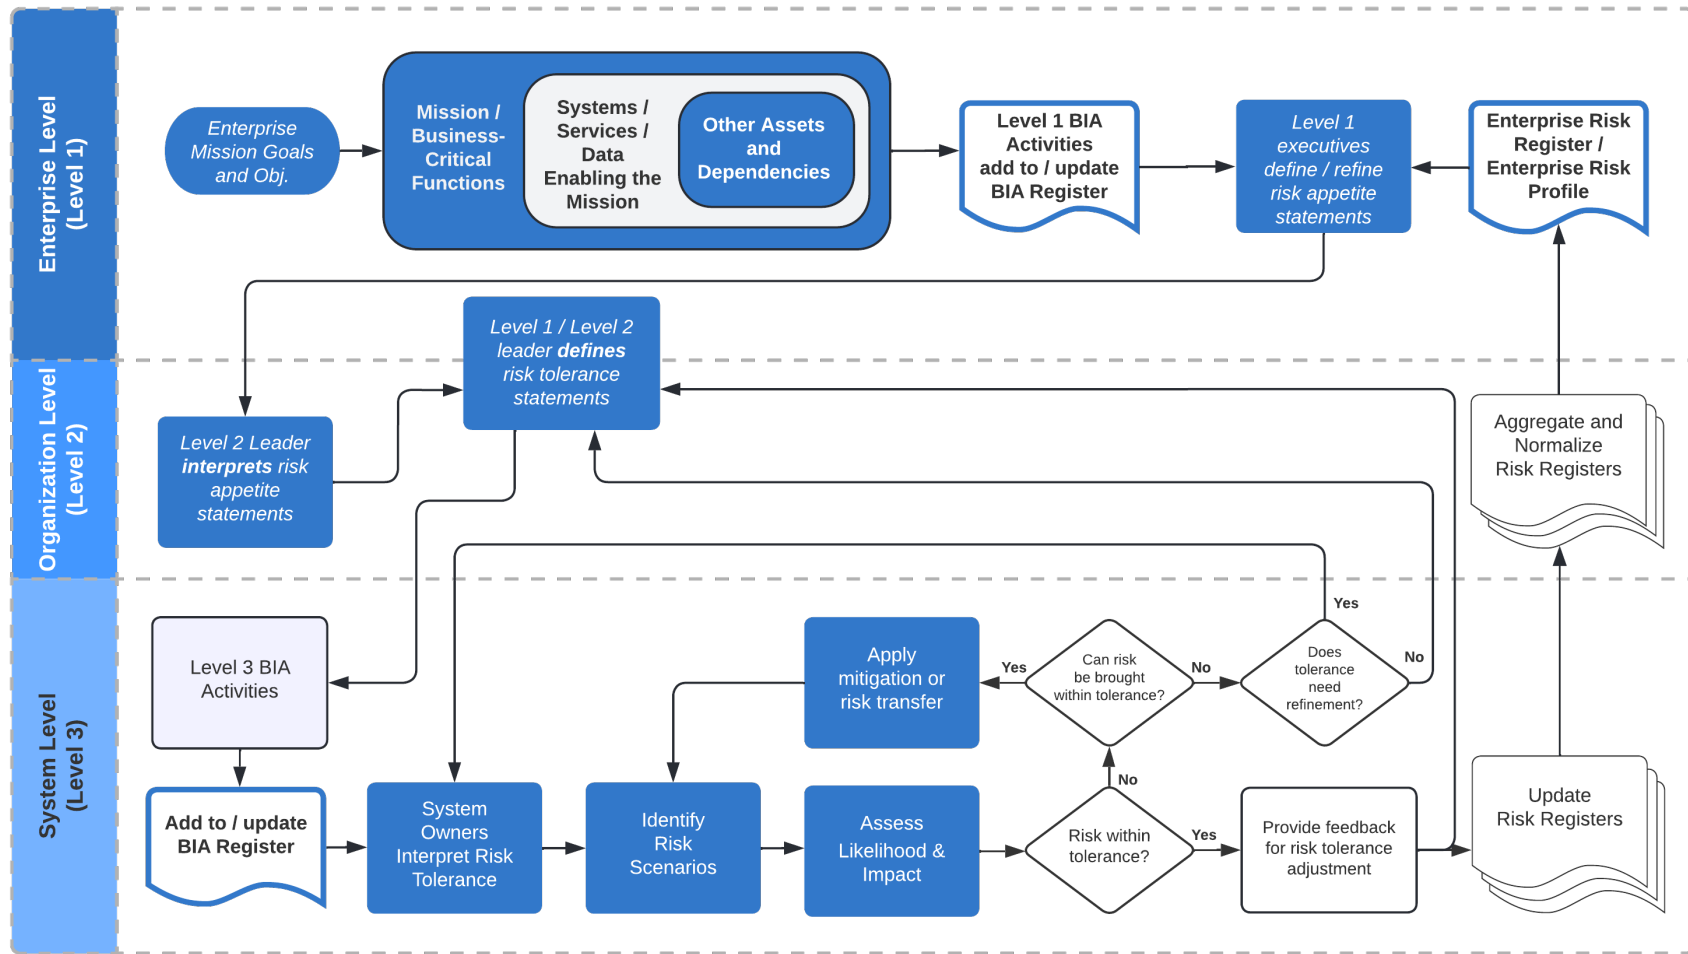 Enterprise Level
(Level 1)
Enterprise
Mission Goals
and Obj.
Mission /
Business-
Critical
Functions
Systems /
Services /
Data
Enabling the
Mission
Other Assets
and
Dependencies
Level 1 BIA
Activities
add to / update
BIA Register
Level 1
executives
define / refine
risk appetite
statements
Enterprise Risk
Register /
Enterprise Risk
Profile
Organization Level
(Level 2)
Level 1 / Level 2
leader defines
risk tolerance
statements
Level 2 Leader
interprets risk
appetite
statements
Aggregate and
Normalize
Risk Registers
System Level
(Level 3)
Level 3 BIA
Activities
Apply
mitigation or
risk transfer
Yes
Can risk
be brought
within tolerance?
No
Does
tolerance
need
refinement?
Yes
No
Add to / update
BIA Register
System
Owners
Interpret Risk
Tolerance
Identify
Risk
Scenarios
Assess
Likelihood &
Impact
Risk within
tolerance?
No
Yes
Provide feedback
for risk tolerance
adjustment
Update
Risk Registers